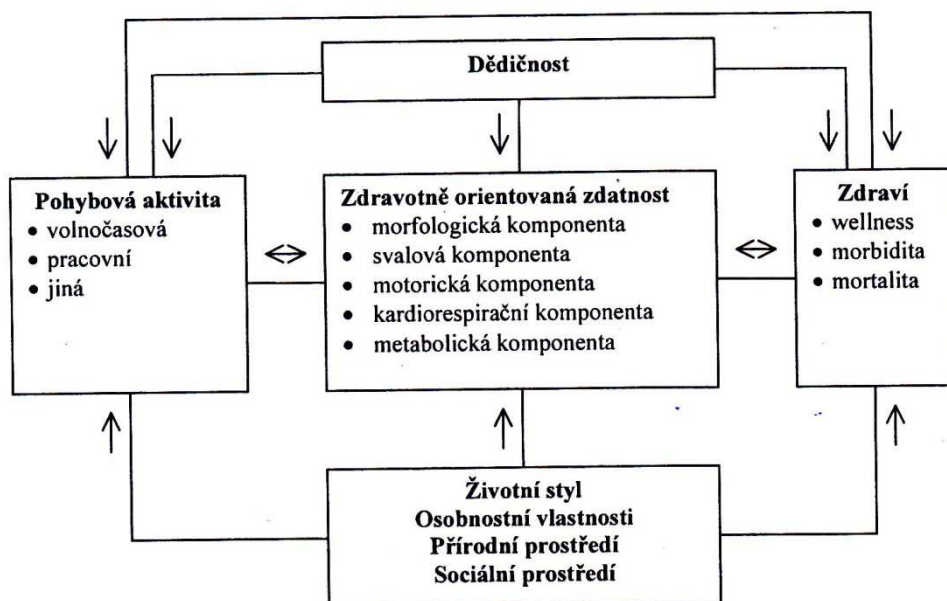 Dědičnost
Pohybová aktivita
• volnočasová
• pracovní
• jiná
Zdravotně orientovaná zdatnost
• morfologická komponenta
• svalová komponenta
• motorická komponenta
• kardiorespirační komponenta
• metabolická komponenta
Zdraví
• wellness
• morbidita
• mortalita
Životní styl
Osobnostní vlastnosti
Přírodní prostředí
Sociální prostředí